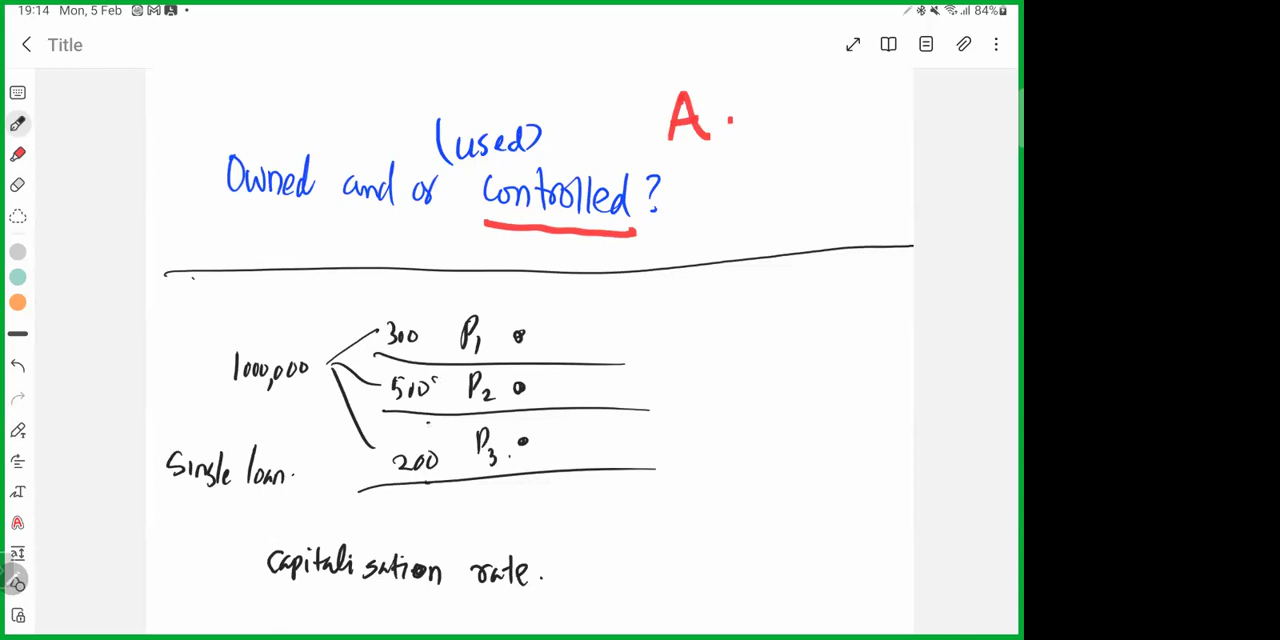 19:14 Mon, 5 Feb
84%
Title
A.
(used)
Owned and or controlled?
300 P1
1000,000
500 P2
200 P3.
Single loan.
Capitalisation rate.